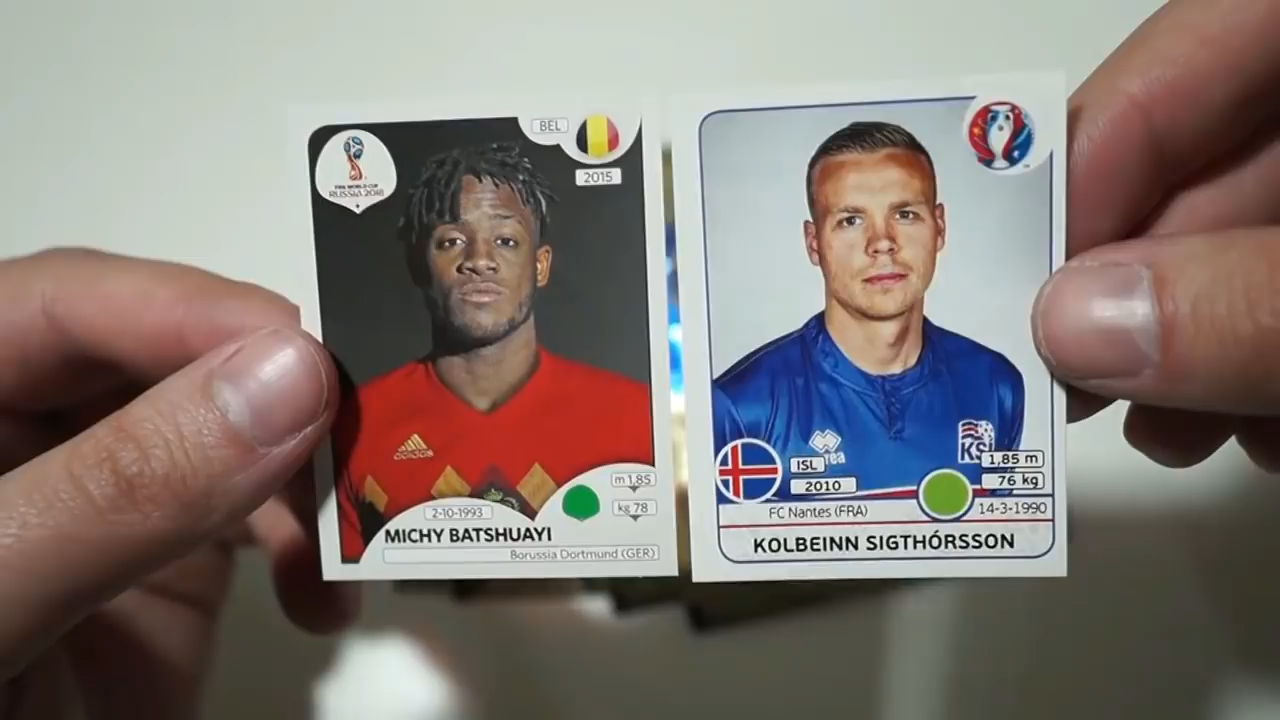 BEL
2015
FIFA WORLD CUP
RUSSIA 2018
adidas
m 1,85
kg 78
2-10-1993
MICHY BATSHUAYI
Borussia Dortmund (GER)
rea
KSÍ
ISL
2010
1,85 m
76 kg
FC Nantes (FRA)
14-3-1990
KOLBEINN SIGTHÓRSSON